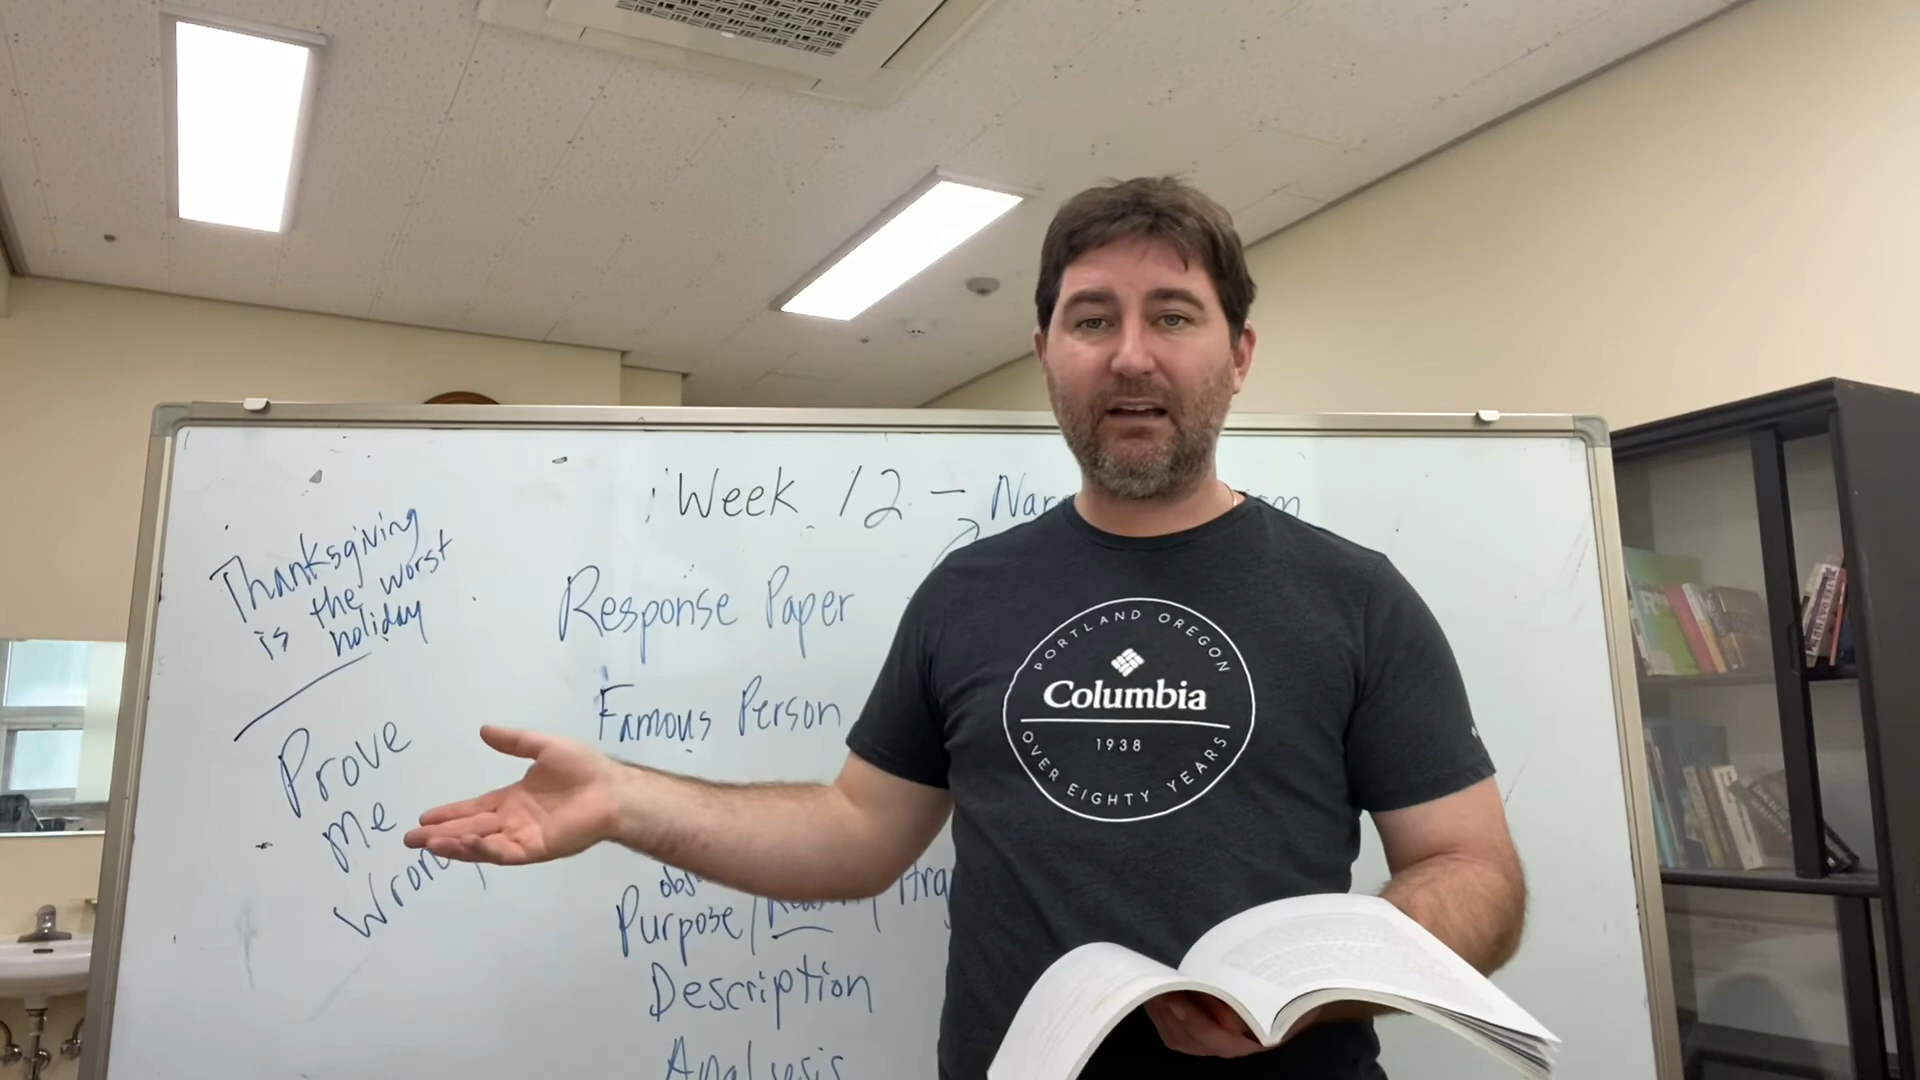 Week 12 –
Thanksgiving
is the worst
holiday
Prove
me
Response Paper
Famous Person
Purpose/
Description
Analysesis
PORTLAND OREGON
Columbia
1938
OVER EIGHTY YEARS